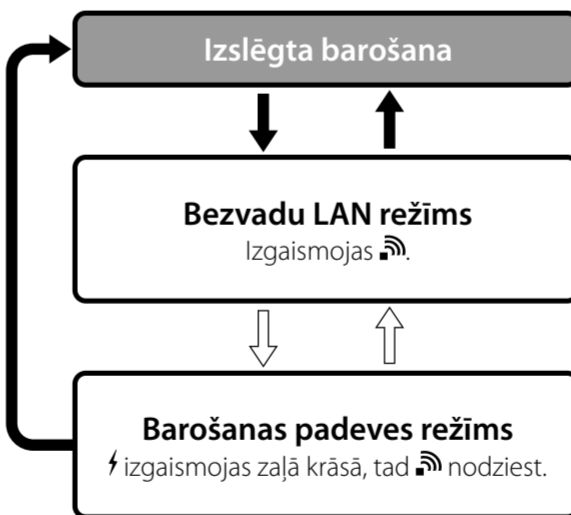 Izslēgta barošana
Bezvadu LAN režīms
Izgaismojas .
Barošanas padeves režīms
izgaismojas zaļā krāsā, tad nodziest.